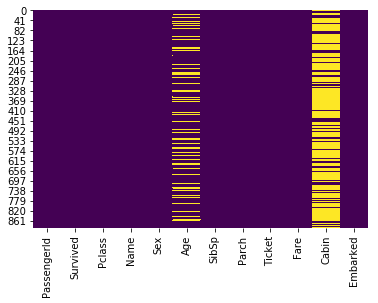 0
41
82
123
164
205
246
287
328
369
410
451
492
533
574
615
656
697
738
779
820
861
PassengerId
Survived
Pclass
Name
Sex
Age
SibSp
Parch
Ticket
Fare
Cabin
Embarked